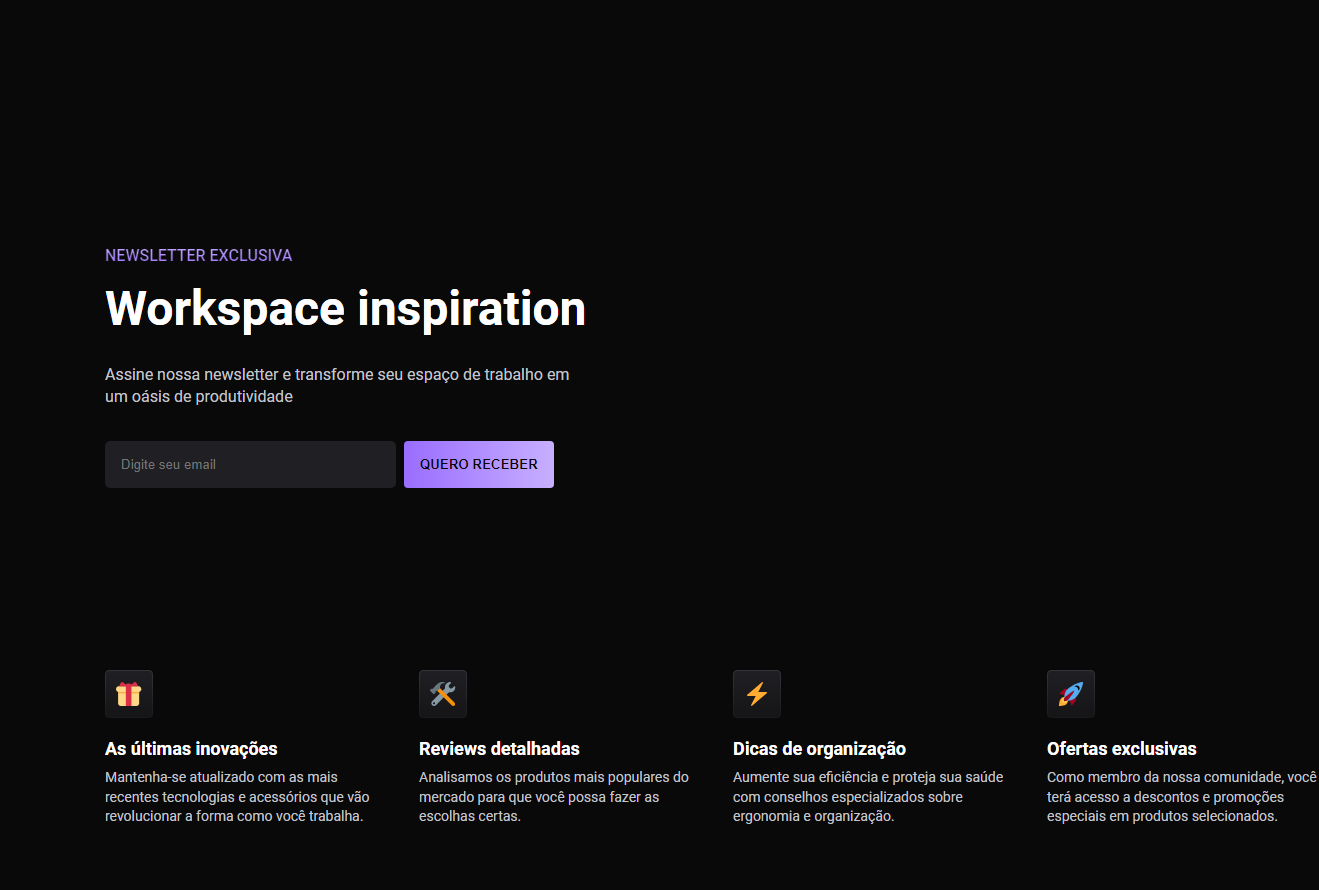 NEWSLETTER EXCLUSIVA
Workspace inspiration
Assine nossa newsletter e transforme seu espaço de trabalho em
um oásis de produtividade
Digite seu email
QUERO RECEBER
As últimas inovações
Mantenha-se atualizado com as mais
recentes tecnologias e acessórios que vão
revolucionar a forma como você trabalha.
Reviews detalhadas
Analisamos os produtos mais populares do
mercado para que você possa fazer as
escolhas certas.
Dicas de organização
Aumente sua eficiência e proteja sua saúde
com conselhos especializados sobre
ergonomia e organização.
Ofertas exclusivas
Como membro da nossa comunidade, você
terá acesso a descontos e promoções
especiais em produtos selecionados.